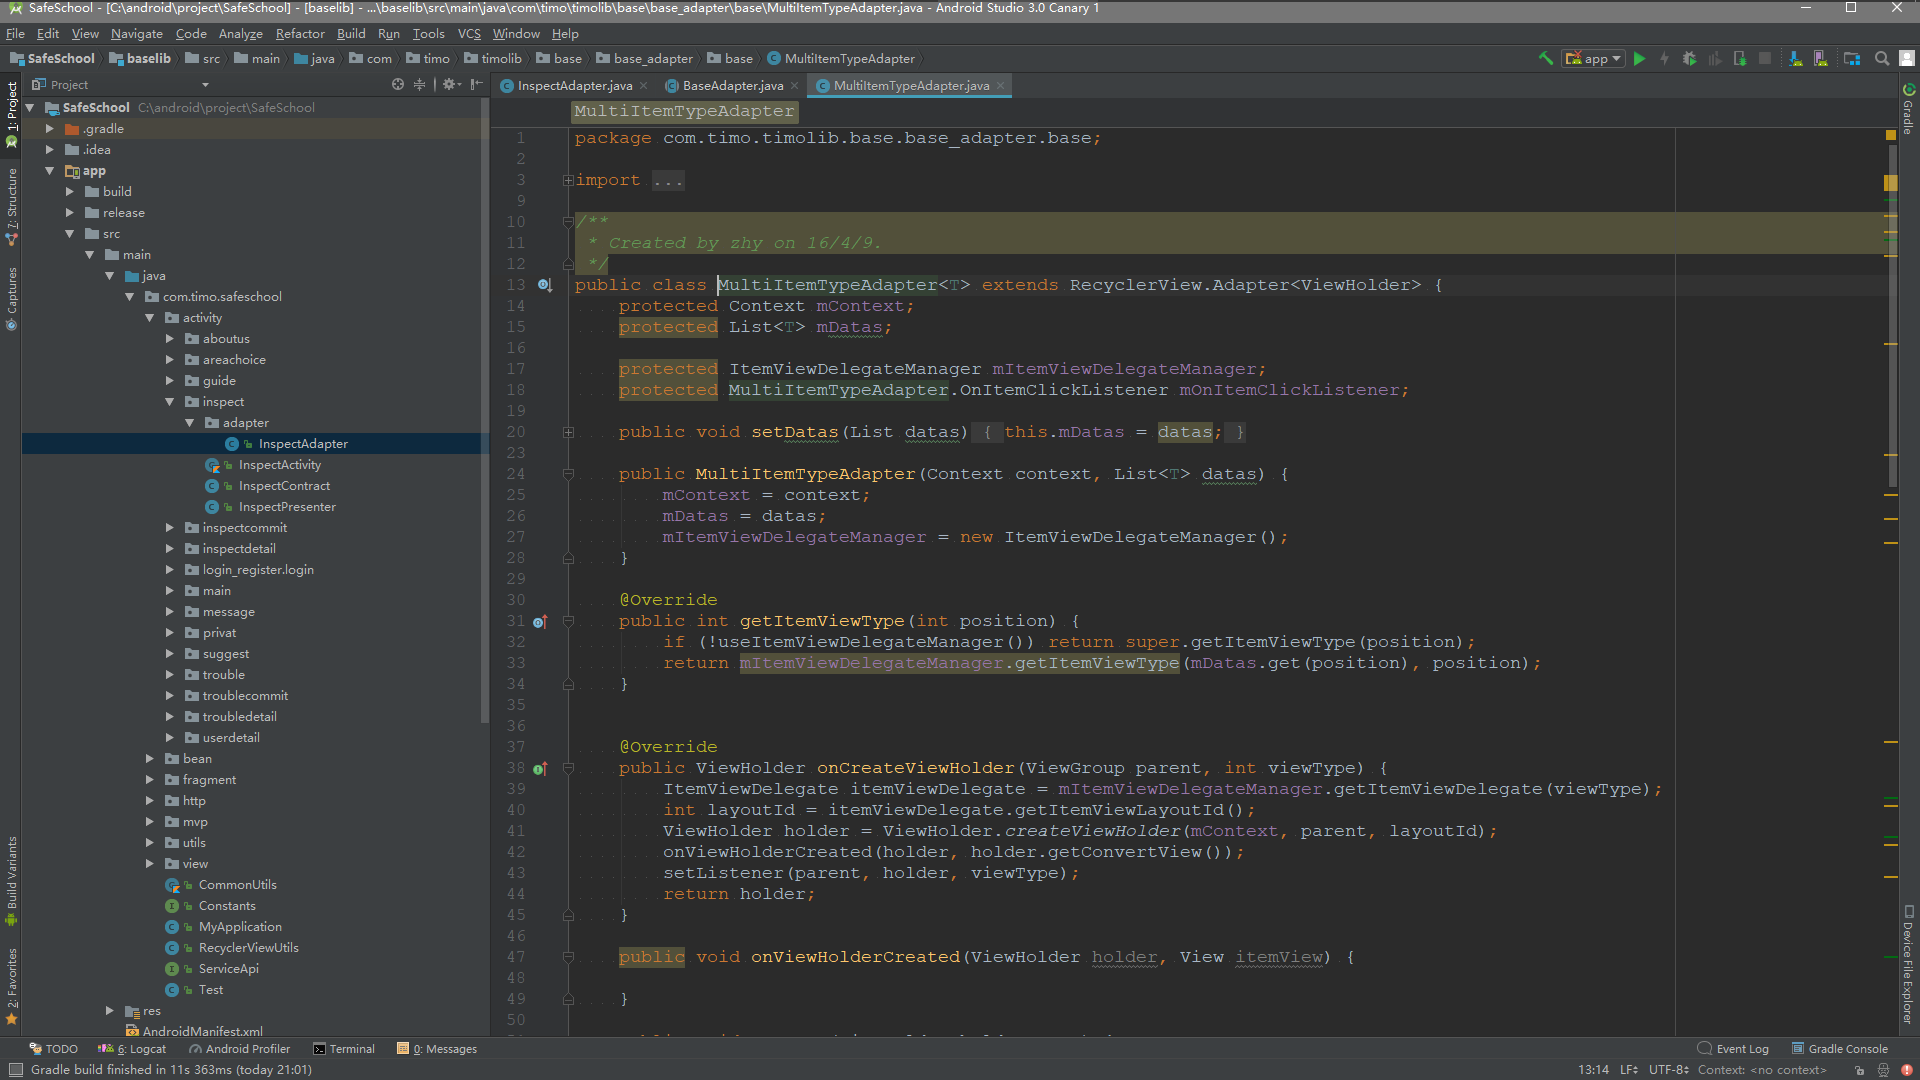 SafeSchool - [C:\android\project\SafeSchool] - [baselib] - ...\baselib\src\main\java\com\timo\timolib\base\base_adapter\base\MultiItemTypeAdapter.java - Android Studio 3.0 Canary 1
File Edit View Navigate Code Analyze Refactor Build Run Tools VCS Window Help
SafeSchool baselib src main java com timo timolib base base_adapter base MultiItemTypeAdapter app
Project InspectAdapter.java BaseAdapter.java MultiItemTypeAdapter.java
1: Project
7: Structure
Captures
Build Variants
2: Favorites
SafeSchool C:\android\project\SafeSchool
.gradle
.idea
app
build
release
src
main
java
com.timo.safeschool
activity
aboutus
areachoice
guide
inspect
adapter
InspectAdapter
InspectActivity
InspectContract
InspectPresenter
inspectcommit
inspectdetail
login_register.login
main
message
privat
suggest
trouble
troublecommit
troubledetail
userdetail
bean
fragment
http
mvp
utils
view
CommonUtils
Constants
MyApplication
RecyclerViewUtils
ServiceApi
Test
res
AndroidManifest.xml
MultiItemTypeAdapter
1 package com.timo.timolib.base.base_adapter.base;
2
3 import ...
9
10 /**
11 * Created by zhy on 16/4/9.
12 */
13 public class MultiItemTypeAdapter<T> extends RecyclerView.Adapter<ViewHolder> {
14 protected Context mContext;
15 protected List<T> mDatas;
16
17 protected ItemViewDelegateManager mItemViewDelegateManager;
18 protected MultiItemTypeAdapter.OnItemClickListener mOnItemClickListener;
19
20 public void setDatas(List datas) { this.mDatas = datas; }
23
24 public MultiItemTypeAdapter(Context context, List<T> datas) {
25 mContext = context;
26 mDatas = datas;
27 mItemViewDelegateManager = new ItemViewDelegateManager();
28 }
29
30 @Override
31 public int getItemViewType(int position) {
32 if (!useItemViewDelegateManager()) return super.getItemViewType(position);
33 return mItemViewDelegateManager.getItemViewType(mDatas.get(position), position);
34 }
35
36
37 @Override
38 public ViewHolder onCreateViewHolder(ViewGroup parent, int viewType) {
39 ItemViewDelegate itemViewDelegate = mItemViewDelegateManager.getItemViewDelegate(viewType);
40 int layoutId = itemViewDelegate.getItemViewLayoutId();
41 ViewHolder holder = ViewHolder.createViewHolder(mContext, parent, layoutId);
42 onViewHolderCreated(holder, holder.getConvertView());
43 setListener(parent, holder, viewType);
44 return holder;
45 }
46
47 public void onViewHolderCreated(ViewHolder holder, View itemView) {
48
49 }
50
Gradle
Device File Explorer
TODO 6: Logcat Android Profiler Terminal 0: Messages Event Log Gradle Console
Gradle build finished in 11s 363ms (today 21:01) 13:14 LF UTF-8 Context: <no context>